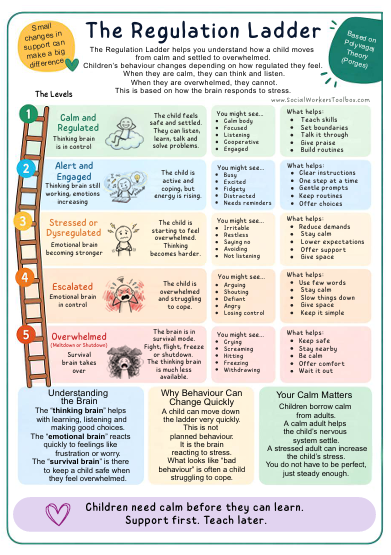 Small
changes in
support can
make a big
difference
The Regulation Ladder
Based on
Polyvagal
Theory
(Porges)
The Regulation Ladder helps you understand how a child moves
from calm and settled to overwhelmed.
Children's behaviour changes depending on how regulated they feel.
When they are calm, they can think and listen.
When they are overwhelmed, they cannot.
This is based on how the brain responds to stress.
The Levels
www.SocialWorkersToolbox.com
1
Calm and
Regulated
Thinking brain
is in control
The child feels
safe and settled.
They can listen,
learn, talk and
solve problems.
You might see...
• Calm body
• Focused
• Listening
• Cooperative
• Engaged
What helps:
• Teach skills
• Set boundaries
• Talk it through
• Give praise
• Build routines
2
Alert and
Engaged
Thinking brain still
working, emotions
increasing
The child is
active and
coping, but
energy is rising.
You might see...
• Busy
• Excited
• Fidgety
• Distracted
• Needs reminders
What helps:
• Clear instructions
• One step at a time
• Gentle prompts
• Keep routines
• Offer choices
3
Stressed or
Dysregulated
Emotional brain
becoming stronger
The child is
starting to feel
overwhelmed.
Thinking
becomes harder.
You might see...
• Irritable
• Restless
• Saying no
• Avoiding
• Not listening
What helps:
• Reduce demands
• Stay calm
• Lower expectations
• Offer support
• Give space
4
Escalated
Emotional brain
in control
The child is
overwhelmed
and struggling
to cope.
You might see...
• Arguing
• Shouting
• Defiant
• Angry
• Losing control
What helps:
• Use few words
• Stay calm
• Slow things down
• Give space
• Keep it simple
5
Overwhelmed
(Meltdown or Shutdown)
Survival
brain takes
over
The brain is in
survival mode.
Fight, flight, freeze
or shutdown.
The thinking brain
is much less
available.
You might see...
• Crying
• Screaming
• Hitting
• Freezing
• Withdrawing
What helps:
• Keep safe
• Stay nearby
• Be calm
• Offer comfort
• Wait it out
Understanding
the Brain
The "thinking brain" helps
with learning, listening and
making good choices.
The "emotional brain" reacts
quickly to feelings like
frustration or worry.
The "survival brain" is there
to keep a child safe when
they feel overwhelmed.
Why Behaviour Can
Change Quickly
A child can move down
the ladder very quickly.
This is not
planned behaviour.
It is the brain
reacting to stress.
What looks like "bad
behaviour" is often a child
struggling to cope.
Your Calm Matters
Children borrow calm
from adults.
A calm adult helps
the child's nervous
system settle.
A stressed adult can increase
the child's stress.
You do not have to be perfect,
just steady enough.
Children need calm before they can learn.
Support first. Teach later.